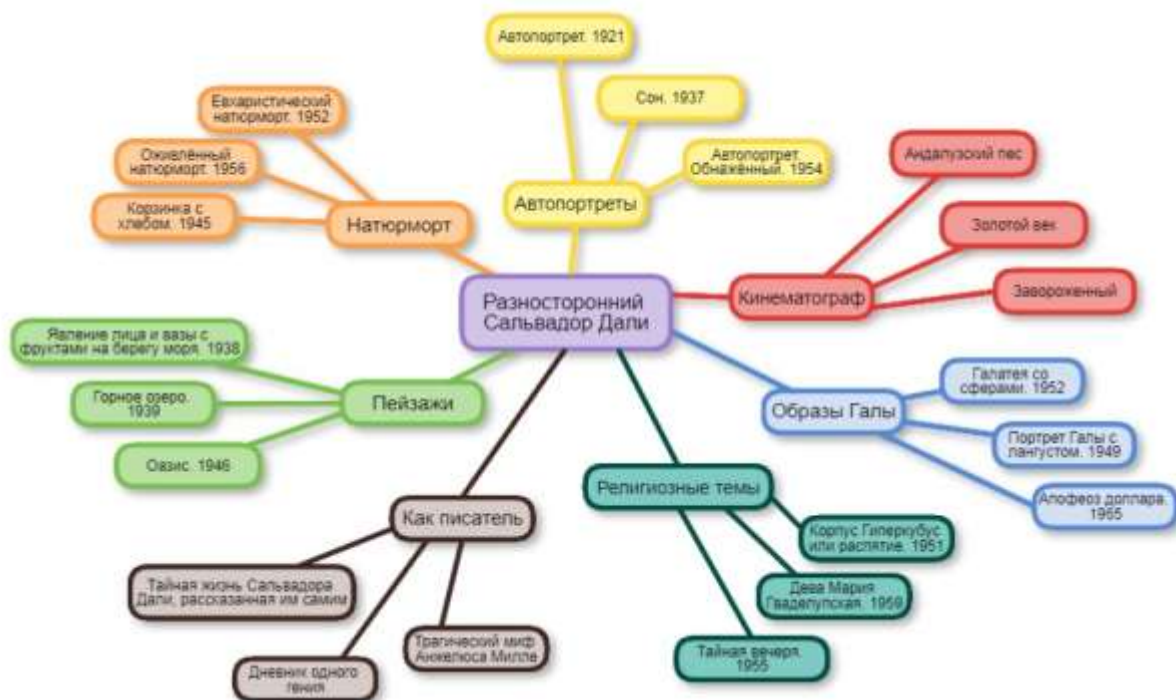 Автопортрет. 1921
Сон. 1937
Автопортрет
Обнажённый. 1954
Автопортреты
Евхаристический
натюрморт. 1952
Оживлённый
натюрморт. 1956
Корзинка с
хлебом. 1945
Натюрморт
Андалузский пес
Золотой век
Завороженный
Кинематограф
Разносторонний
Сальвадор Дали
Явление лица и вазы с
фруктами на берегу моря. 1938
Горное озеро.
1939
Оазис. 1946
Пейзажи
Галатея со
сферами. 1952
Портрет Галы с
лангустом. 1949
Апофеоз доллара.
1965
Образы Галы
Религиозные темы
Корпус Гиперкубус
или распятие. 1951
Дева Мария
Гваделупская. 1959
Тайная вечеря.
1955
Как писатель
Тайная жизнь Сальвадора
Дали, рассказанная им самим
Дневник одного
гения
Трагический миф
Анжелюса Милле